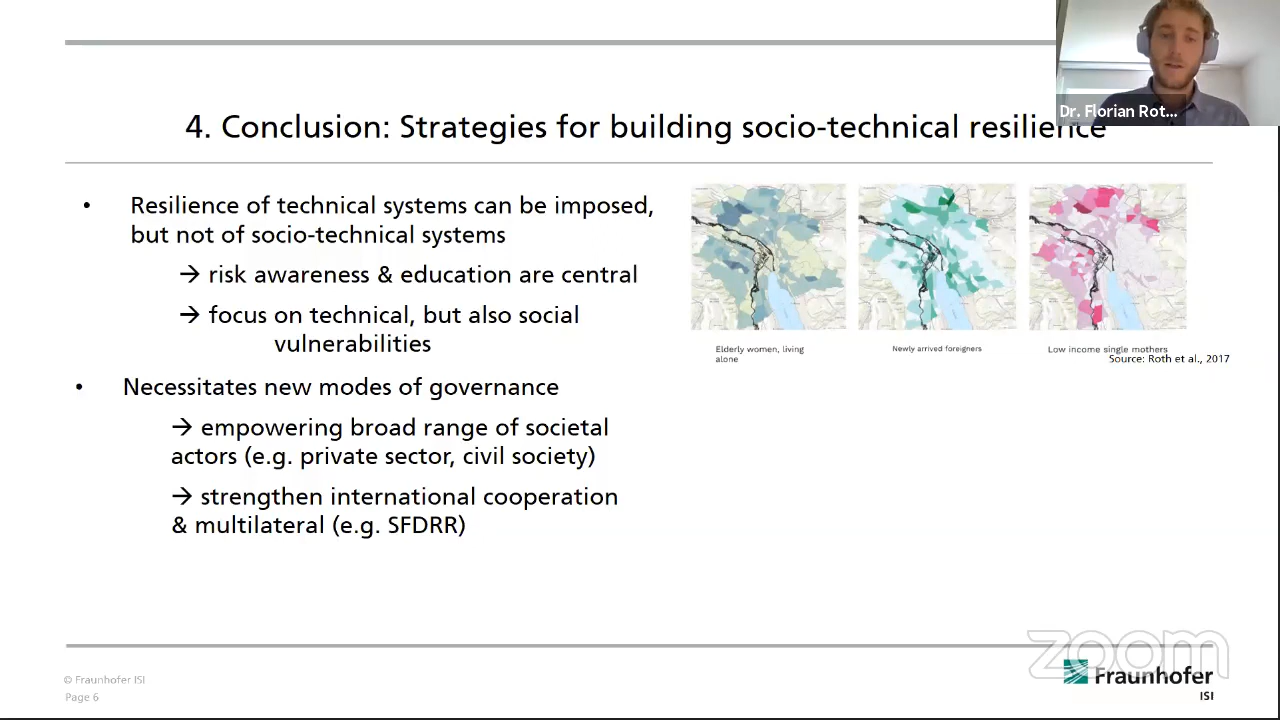 Dr. Florian Rot...
4. Conclusion: Strategies for building socio-technical resilience
• Resilience of technical systems can be imposed,
but not of socio-technical systems
→ risk awareness & education are central
→ focus on technical, but also social
vulnerabilities
• Necessitates new modes of governance
→ empowering broad range of societal
actors (e.g. private sector, civil society)
→ strengthen international cooperation
& multilateral (e.g. SFDRR)
Elderly women, living
alone
Newly arrived foreigners
Low income single mothers
Source: Roth et al., 2017
zoom
© Fraunhofer ISI
Page 6
Fraunhofer
ISI